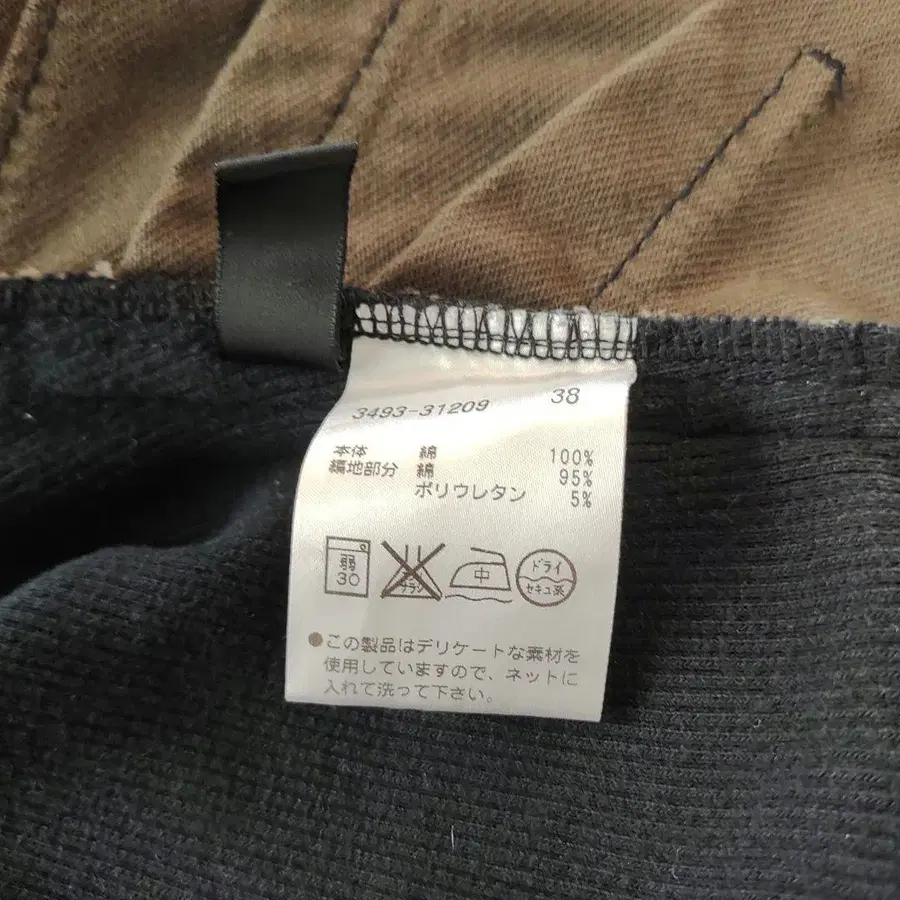 3493-31209 38
本体 綿 100%
編地部分 綿 95%
ポリウレタン 5%
弱 30 中 ドライ セキユ系
●この製品はデリケートな素材を
使用していますので、ネットに
入れて洗って下さい。